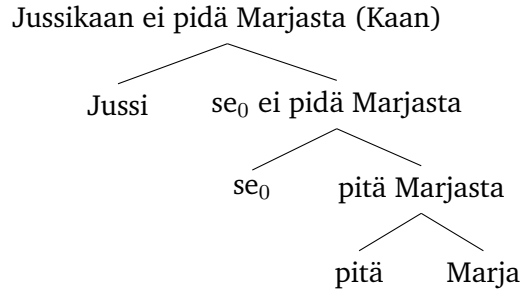 Jussikaan ei pidä Marjasta (Kaan)
Jussi se₀ ei pidä Marjasta
se₀ pitä Marjasta
pitä Marja